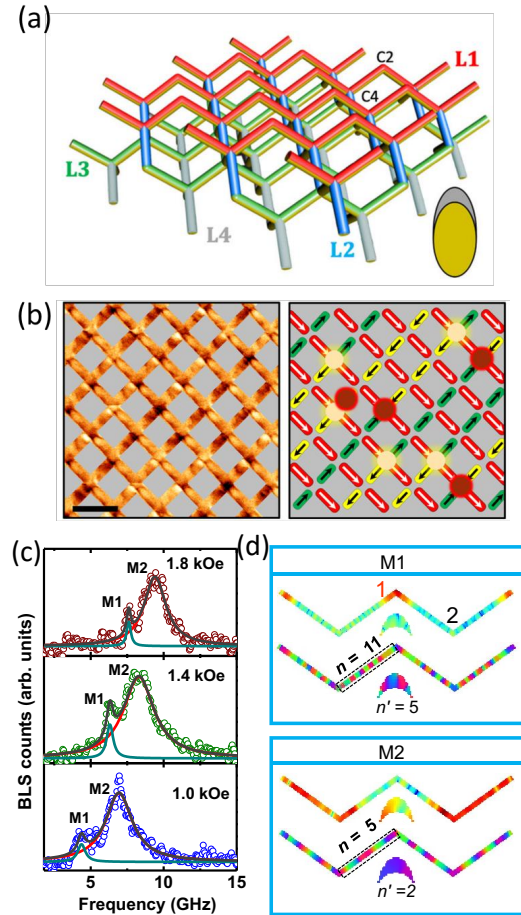 (a)
C2
L1
C4
L3
L4
L2
(b)
(c)
1.8 kOe
M2
M1
1.4 kOe
M2
M1
1.0 kOe
M2
M1
BLS counts (arb. units)
5 10 15
Frequency (GHz)
(d)
M1
1
2
n = 11
n' = 5
M2
n = 5
n'=2